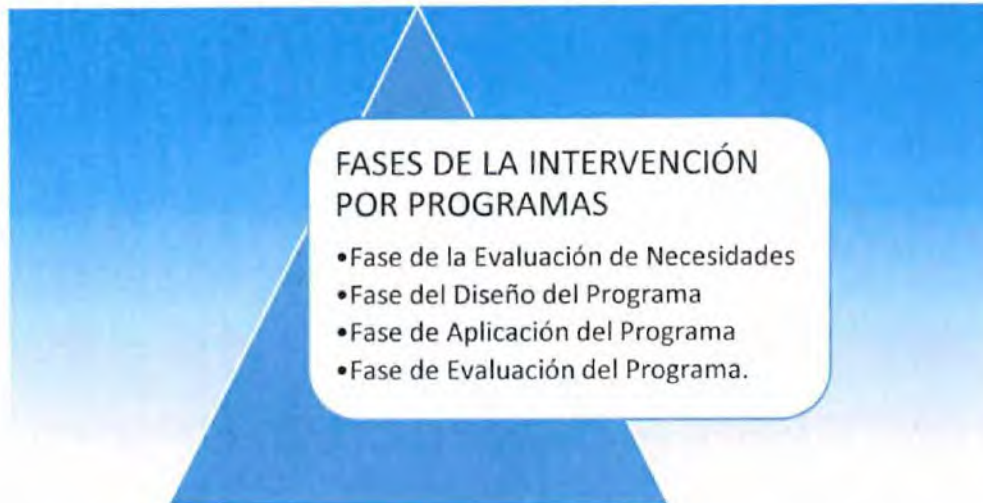 FASES DE LA INTERVENCIÓN
POR PROGRAMAS
•Fase de la Evaluación de Necesidades
•Fase del Diseño del Programa
•Fase de Aplicación del Programa
•Fase de Evaluación del Programa.